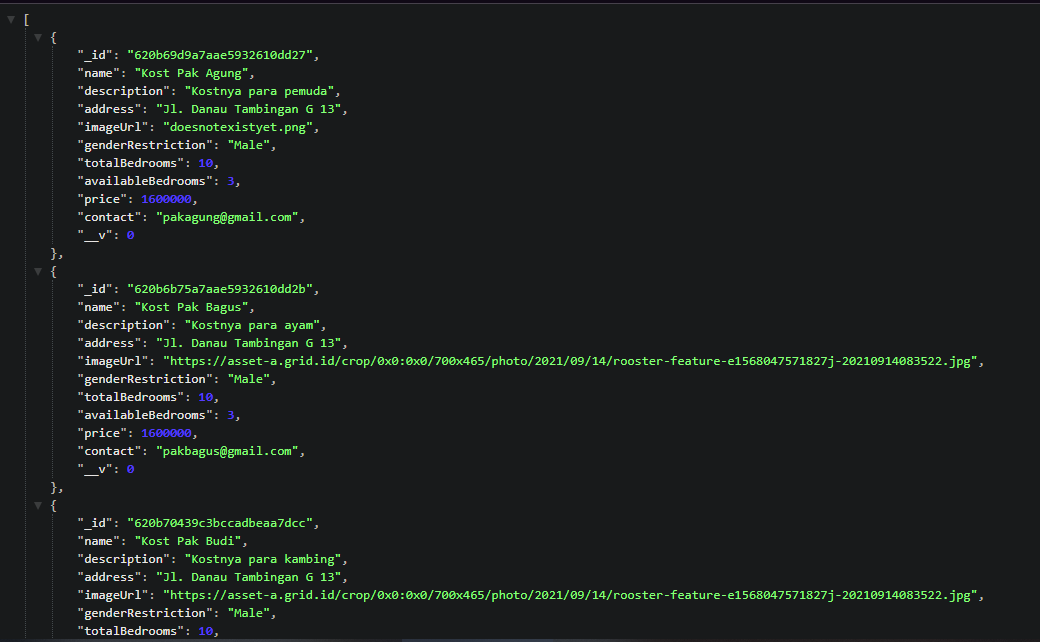 [
{
"_id": "620b69d9a7aae5932610dd27",
"name": "Kost Pak Agung",
"description": "Kostnya para pemuda",
"address": "Jl. Danau Tambingan G 13",
"imageUrl": "doesnotexistyet.png",
"genderRestriction": "Male",
"totalBedrooms": 10,
"availableBedrooms": 3,
"price": 1600000,
"contact": "pakagung@gmail.com",
"__v": 0
},
{
"_id": "620b6b75a7aae5932610dd2b",
"name": "Kost Pak Bagus",
"description": "Kostnya para ayam",
"address": "Jl. Danau Tambingan G 13",
"imageUrl": "https://asset-a.grid.id/crop/0x0:0x0/700x465/photo/2021/09/14/rooster-feature-e1568047571827j-20210914083522.jpg",
"genderRestriction": "Male",
"totalBedrooms": 10,
"availableBedrooms": 3,
"price": 1600000,
"contact": "pakbagus@gmail.com",
"__v": 0
},
{
"_id": "620b70439c3bccadbeaa7dcc",
"name": "Kost Pak Budi",
"description": "Kostnya para kambing",
"address": "Jl. Danau Tambingan G 13",
"imageUrl": "https://asset-a.grid.id/crop/0x0:0x0/700x465/photo/2021/09/14/rooster-feature-e1568047571827j-20210914083522.jpg",
"genderRestriction": "Male",
"totalBedrooms": 10,